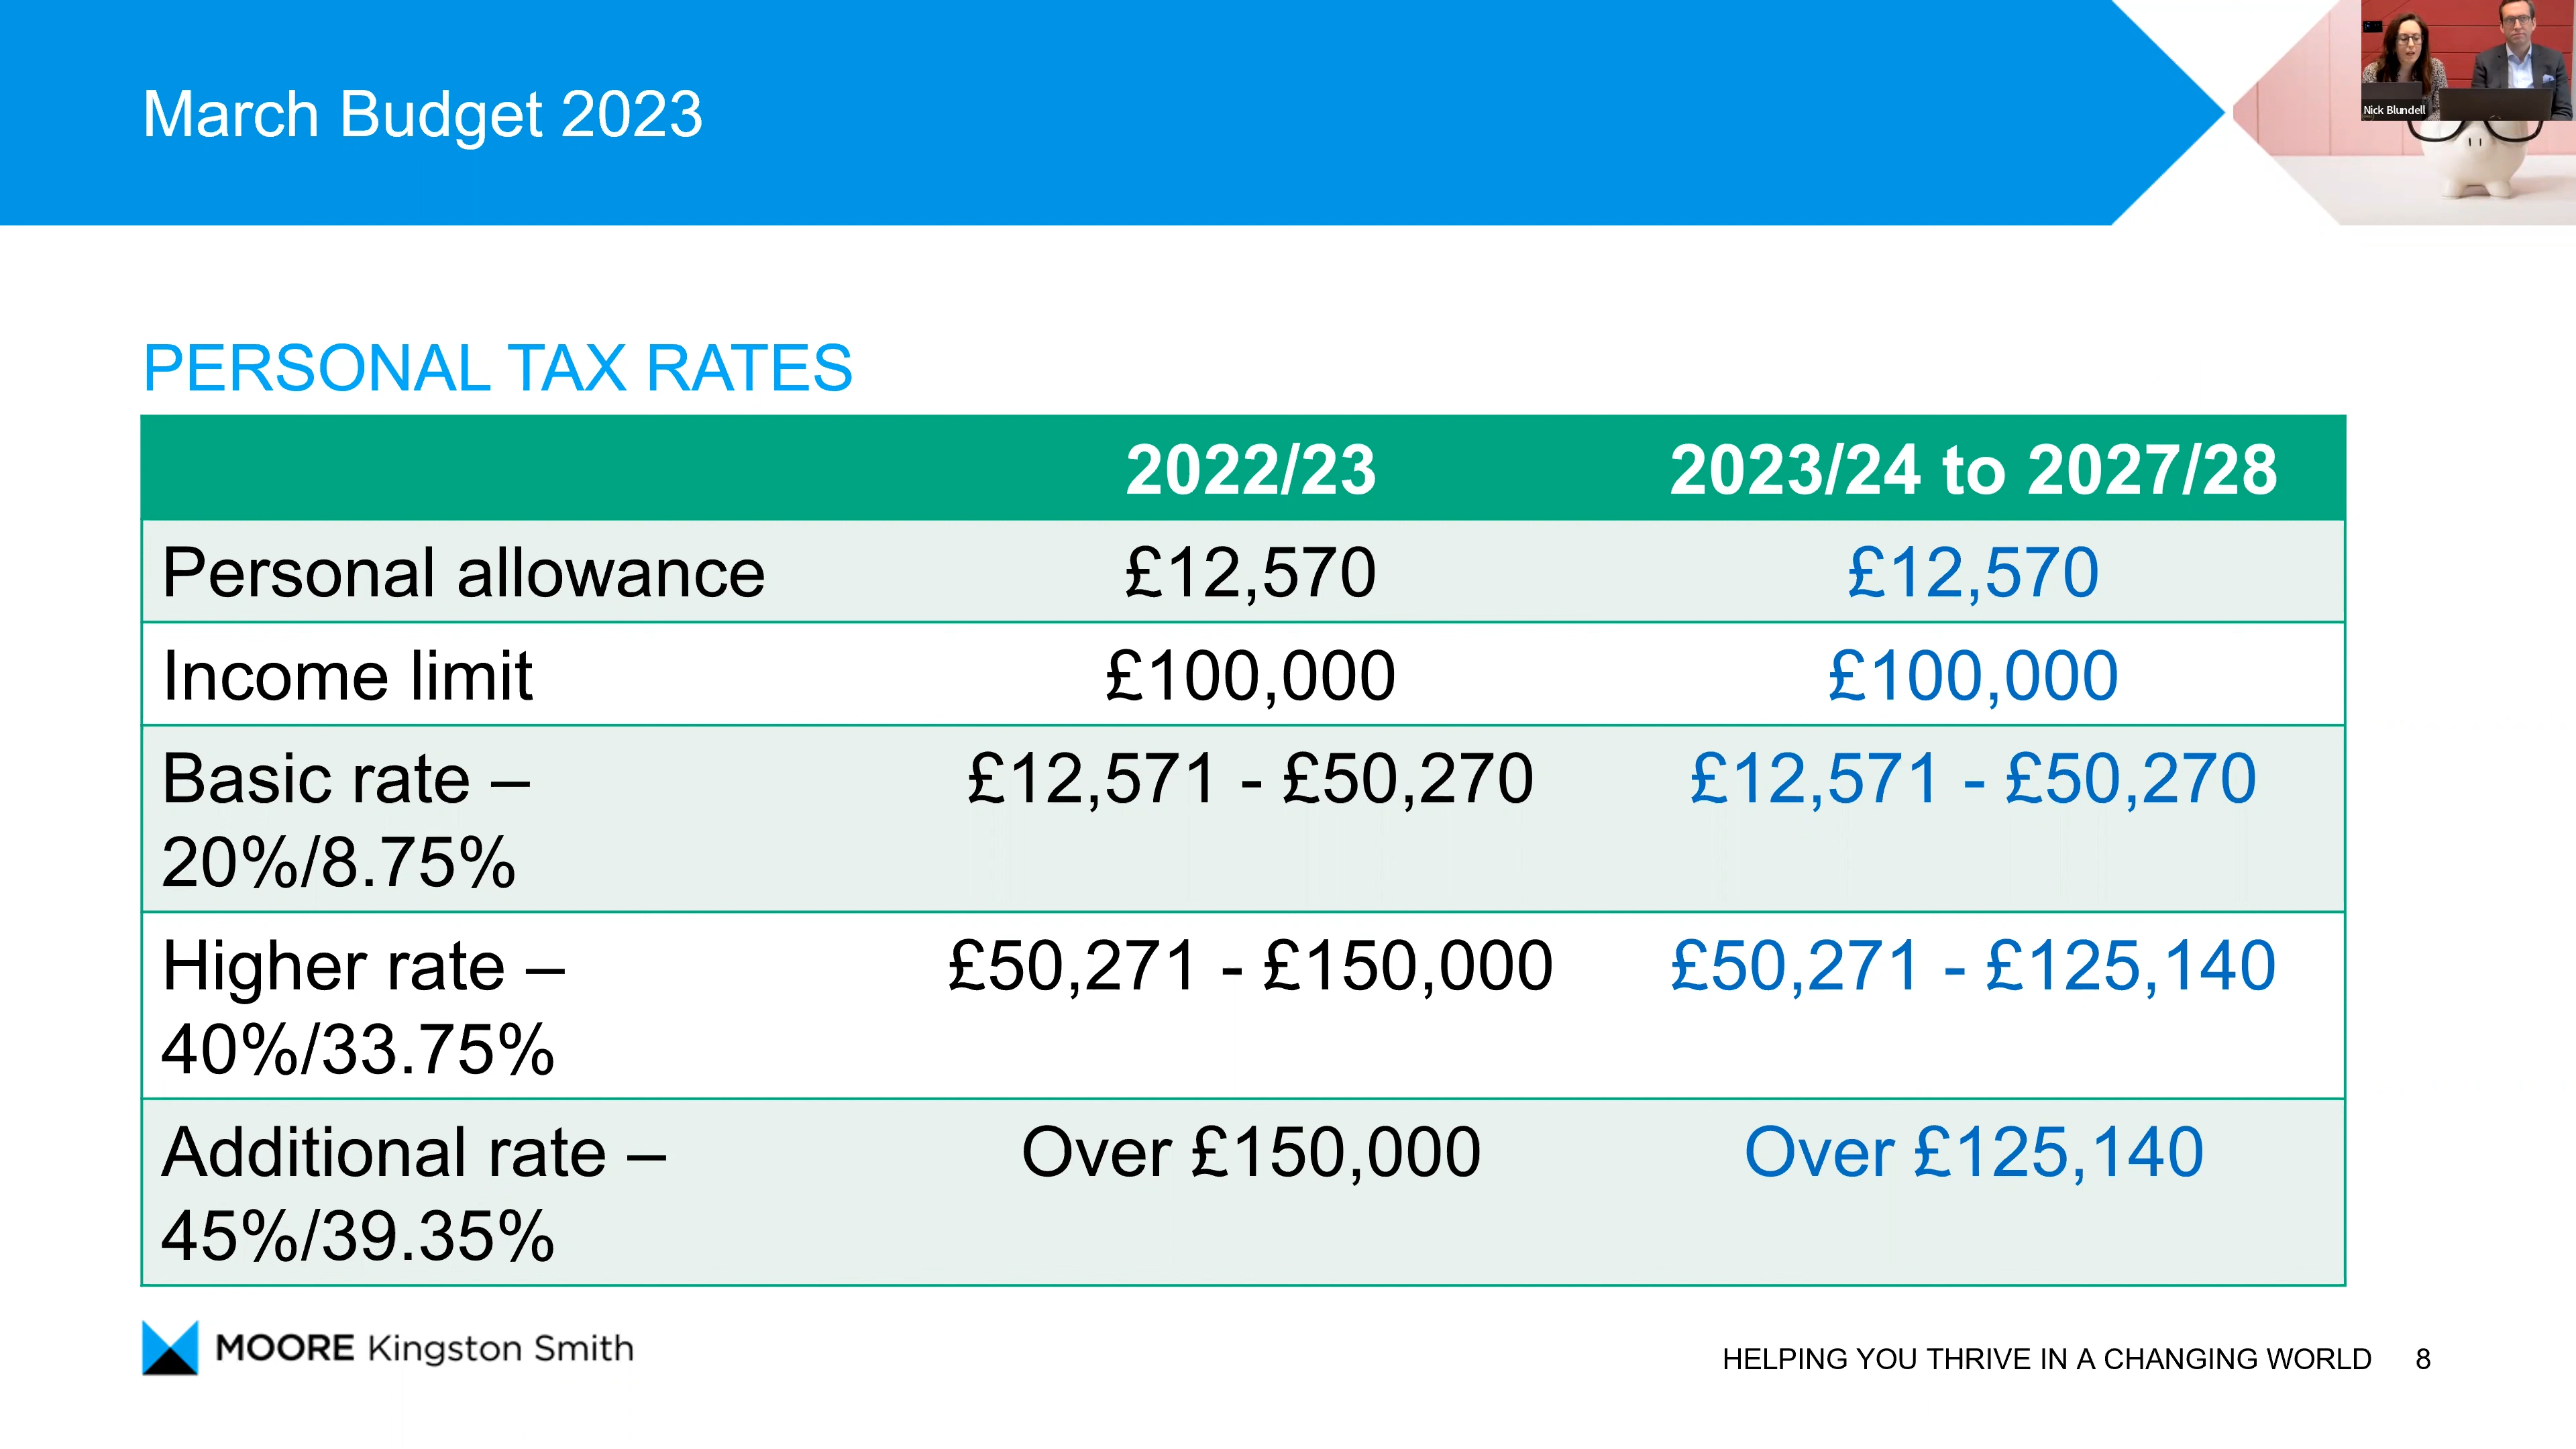 March Budget 2023
Nick Blundell
PERSONAL TAX RATES
2022/23 2023/24 to 2027/28
Personal allowance £12,570 £12,570
Income limit £100,000 £100,000
Basic rate – £12,571 - £50,270 £12,571 - £50,270
20%/8.75%
Higher rate – £50,271 - £150,000 £50,271 - £125,140
40%/33.75%
Additional rate – Over £150,000 Over £125,140
45%/39.35%
MOORE Kingston Smith
HELPING YOU THRIVE IN A CHANGING WORLD 8